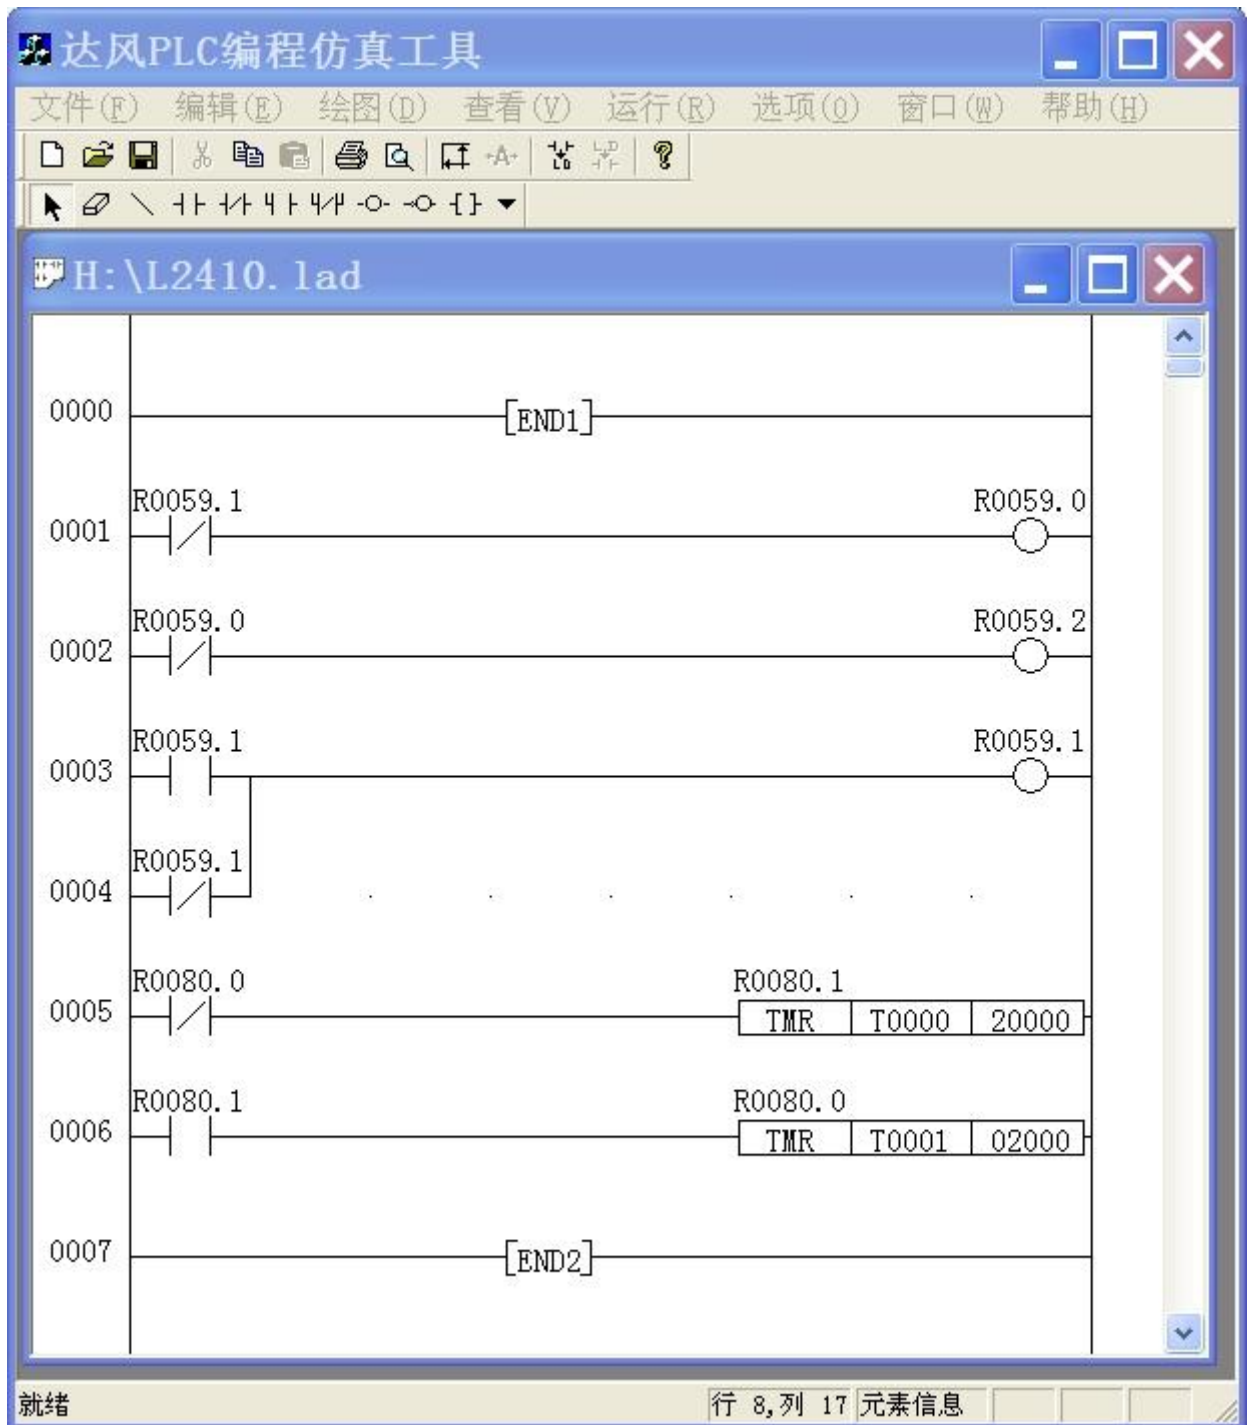 达风PLC编程仿真工具
文件(F) 编辑(E) 绘图(D) 查看(V) 运行(R) 选项(O) 窗口(W) 帮助(H)
H:\L2410.lad
0000 [END1]
R0059.1 R0059.0
0001
R0059.0 R0059.2
0002
R0059.1 R0059.1
0003
R0059.1
0004
R0080.0 R0080.1
0005 TMR T0000 20000
R0080.1 R0080.0
0006 TMR T0001 02000
0007 [END2]
就绪 行 8,列 17 元素信息